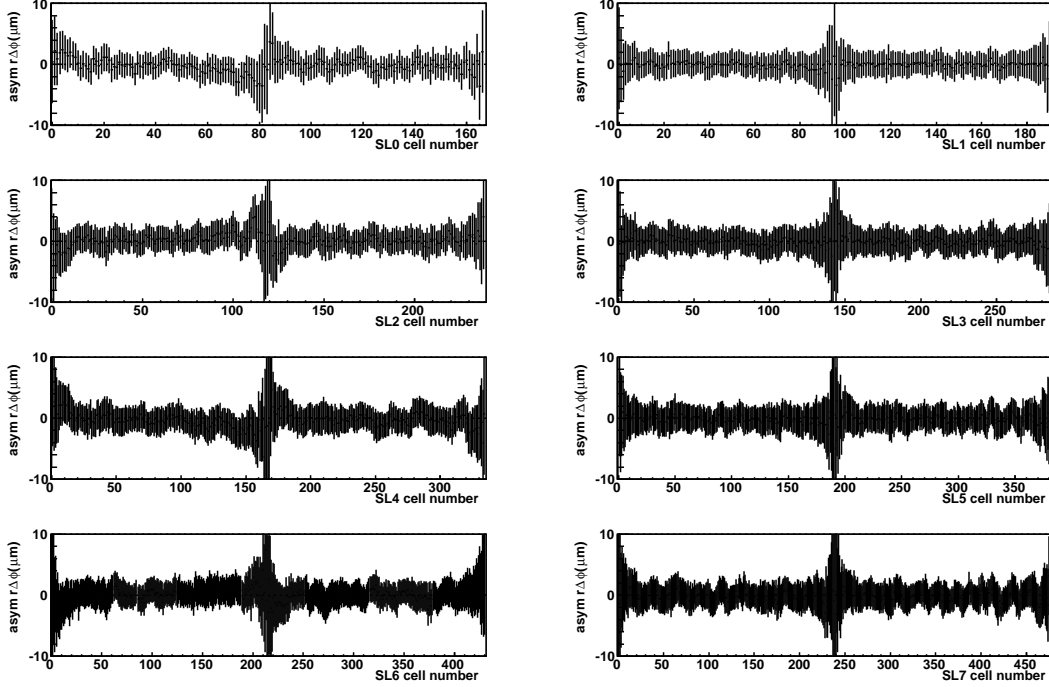 asym rΔφ(μm)
10
0
-10
0 20 40 60 80 100 120 140 160
SL0 cell number
asym rΔφ(μm)
10
0
-10
0 20 40 60 80 100 120 140 160 180
SL1 cell number
asym rΔφ(μm)
10
0
-10
50 100 150 200
SL2 cell number
asym rΔφ(μm)
10
0
-10
0 50 100 150 200 250
SL3 cell number
asym rΔφ(μm)
10
0
-10
0 50 100 150 200 250 300
SL4 cell number
asym rΔφ(μm)
10
0
-10
0 50 100 150 200 250 300 350
SL5 cell number
asym rΔφ(μm)
10
0
-10
0 50 100 150 200 250 300 350 400
SL6 cell number
asym rΔφ(μm)
10
0
-10
0 50 100 150 200 250 300 350 400 450
SL7 cell number